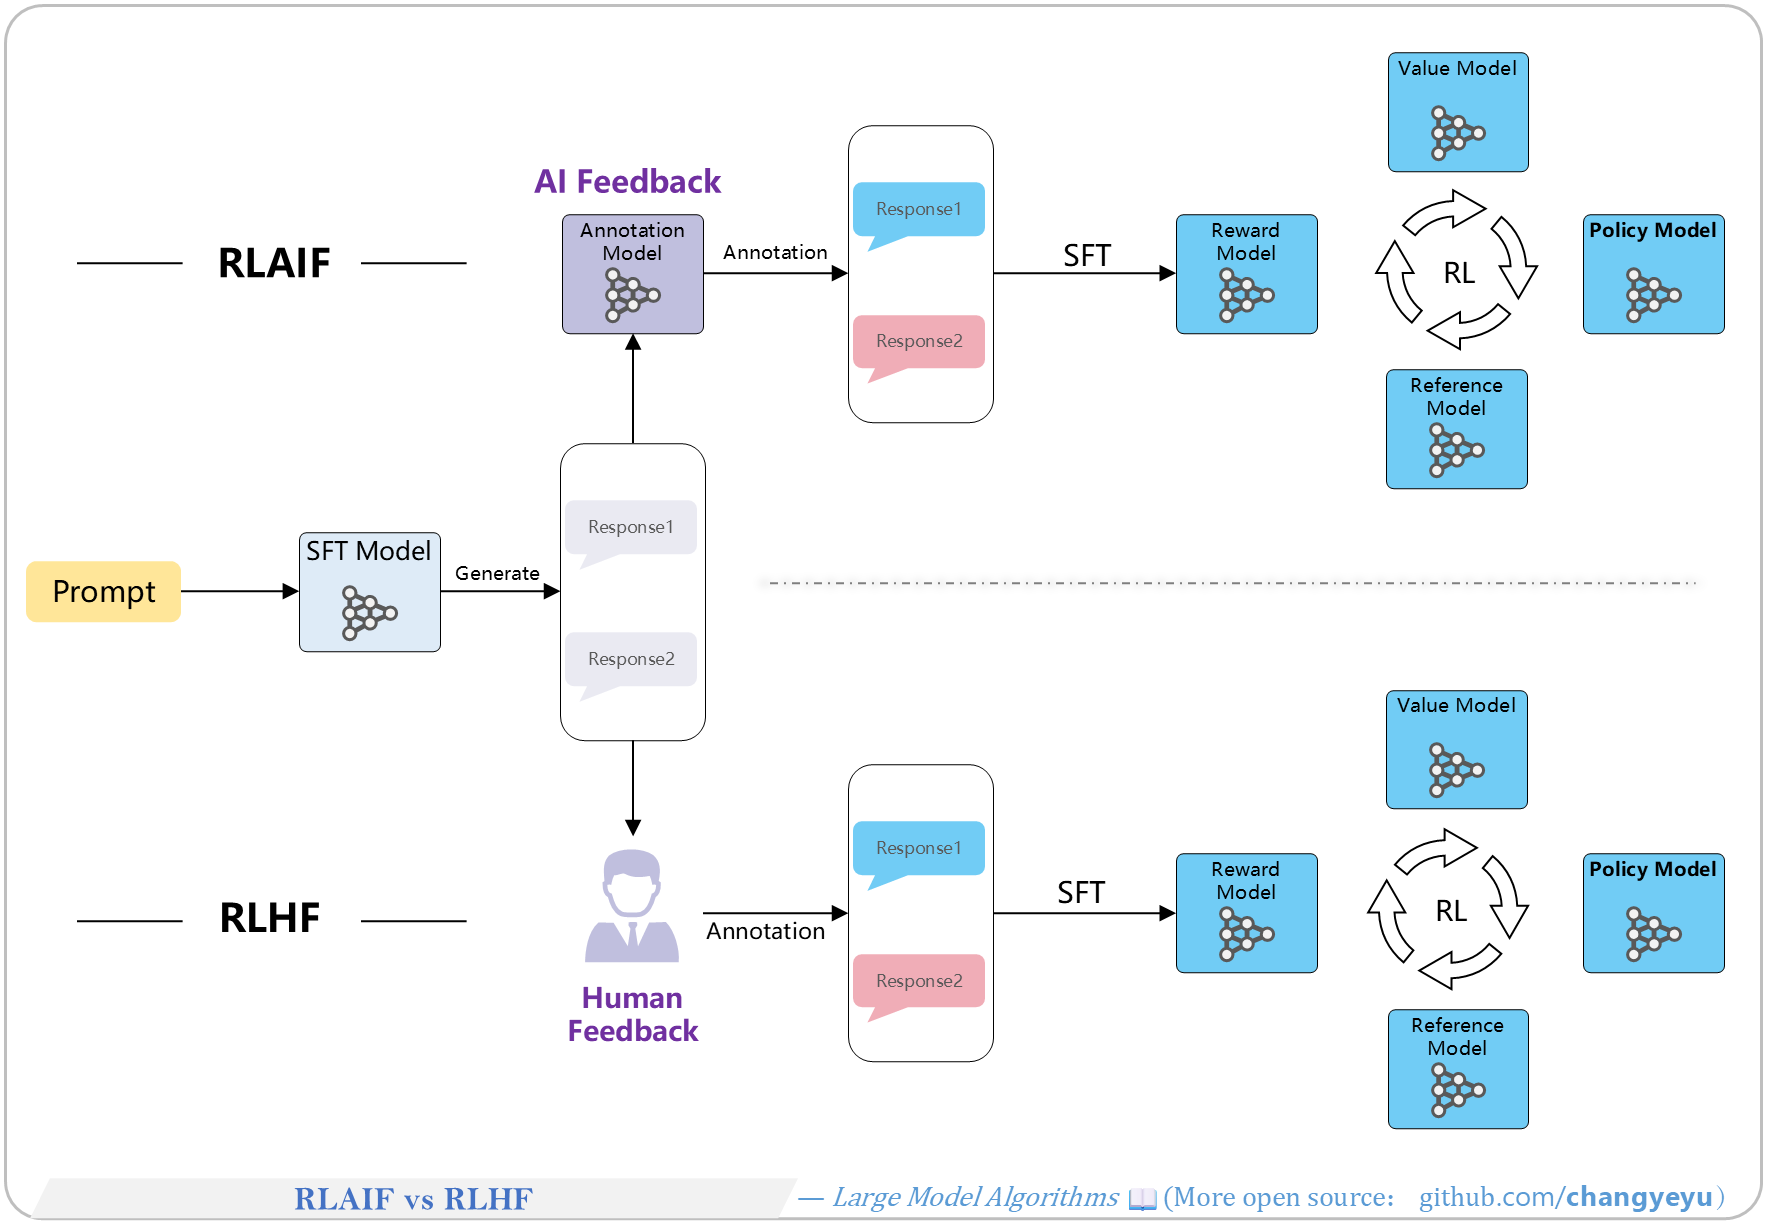 Value Model
AI Feedback
Annotation
Model
Annotation
Response1
Response2
SFT
Reward
Model
RL
Policy Model
Reference
Model
RLAIF
Prompt
SFT Model
Generate
Response1
Response2
Value Model
RLHF
Human
Feedback
Annotation
Response1
Response2
SFT
Reward
Model
RL
Policy Model
Reference
Model
RLAIF vs RLHF
— Large Model Algorithms 📖 (More open source： github.com/changyeyu)